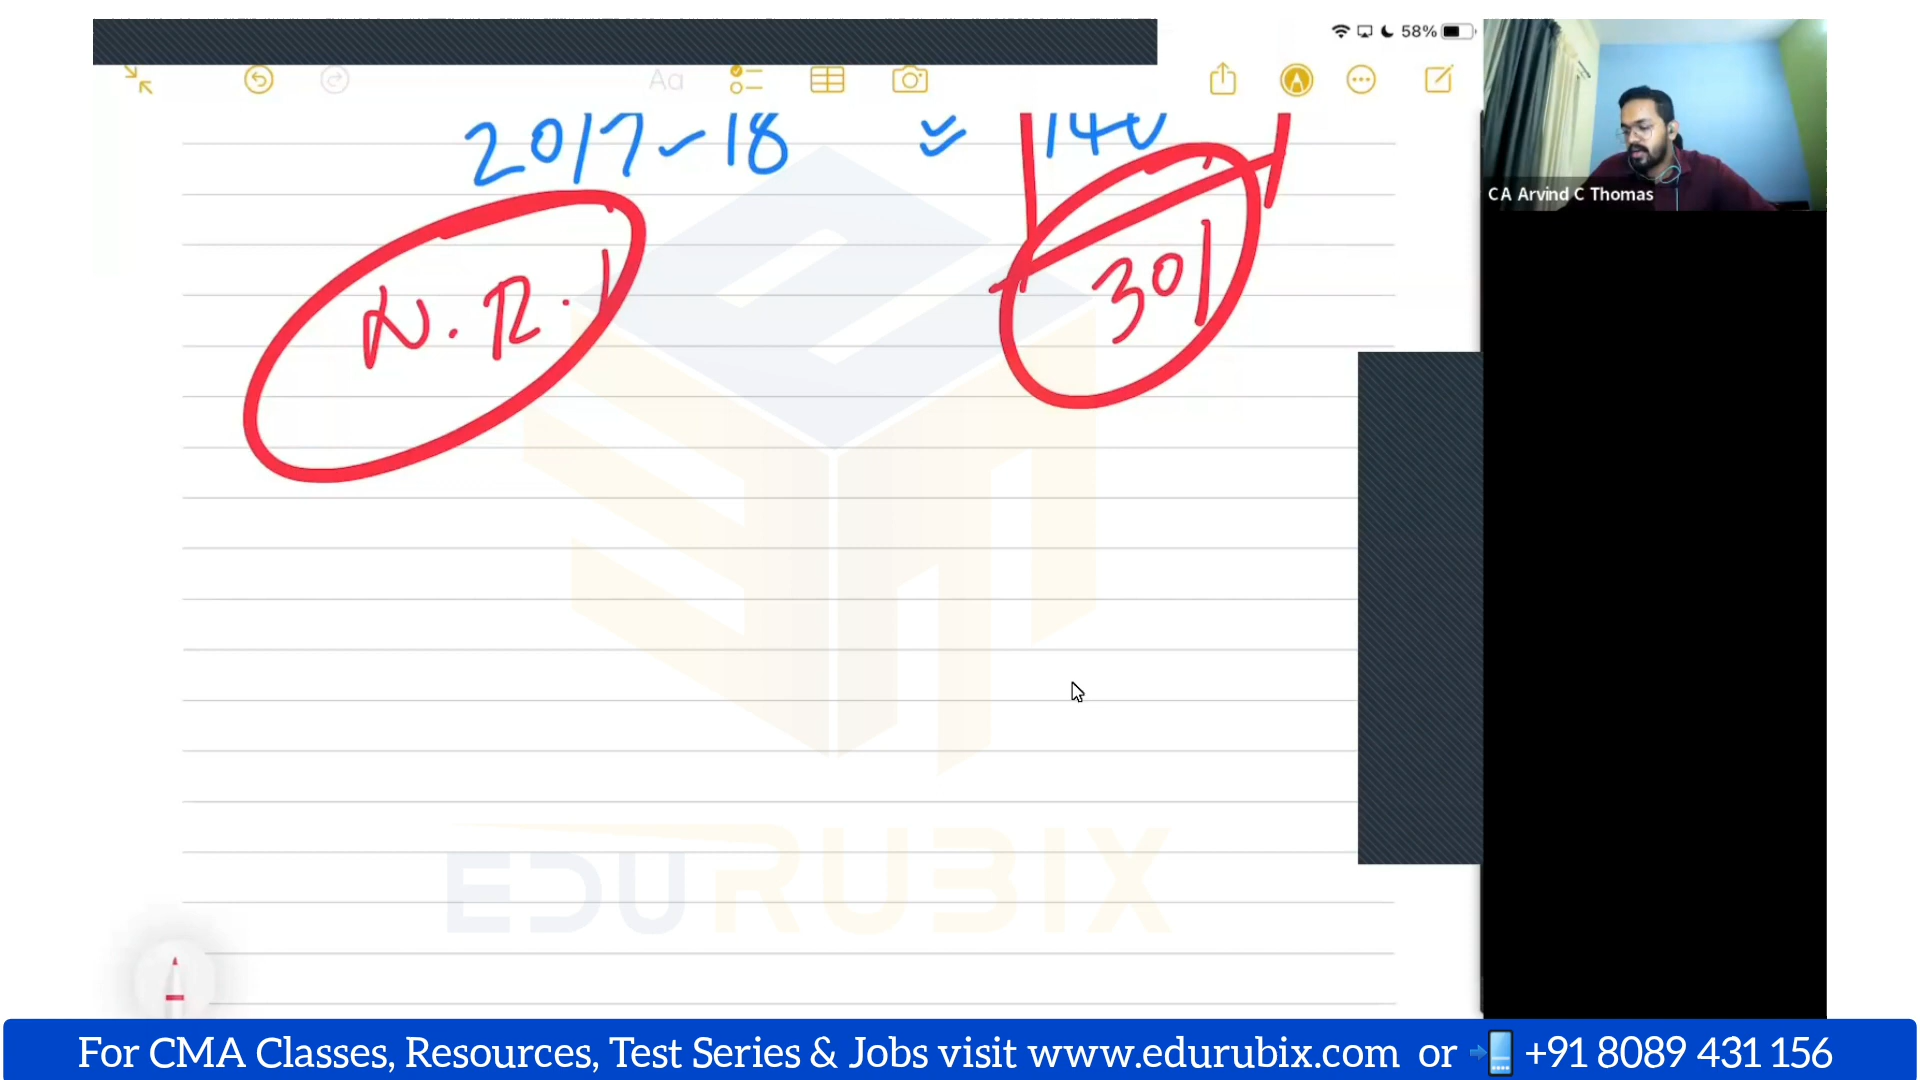 58%
Aa
2017-18 = 140
N.R.I 301
CA Arvind C Thomas
EDURUBIX
For CMA Classes, Resources, Test Series & Jobs visit www.edurubix.com or +91 8089 431 156